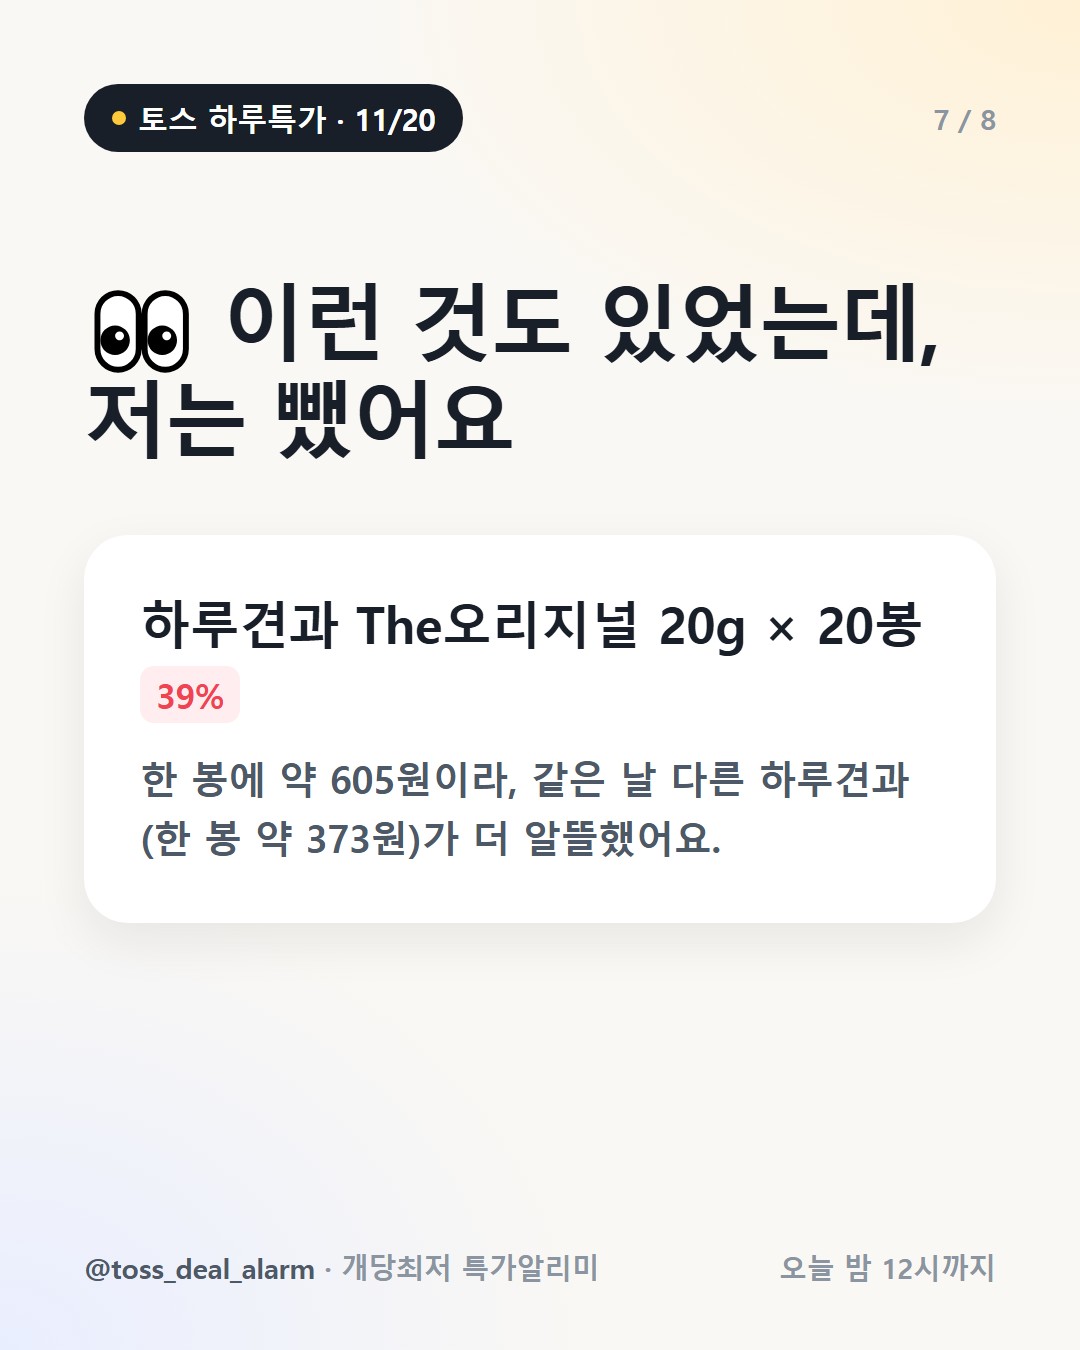 토스 하루특가 · 11/20
7 / 8
👀 이런 것도 있었는데,
저는 뺐어요
하루견과 The오리지널 20g × 20봉
39%
한 봉에 약 605원이라, 같은 날 다른 하루견과
(한 봉 약 373원)가 더 알뜰했어요.
@toss_deal_alarm · 개당최저 특가알리미
오늘 밤 12시까지